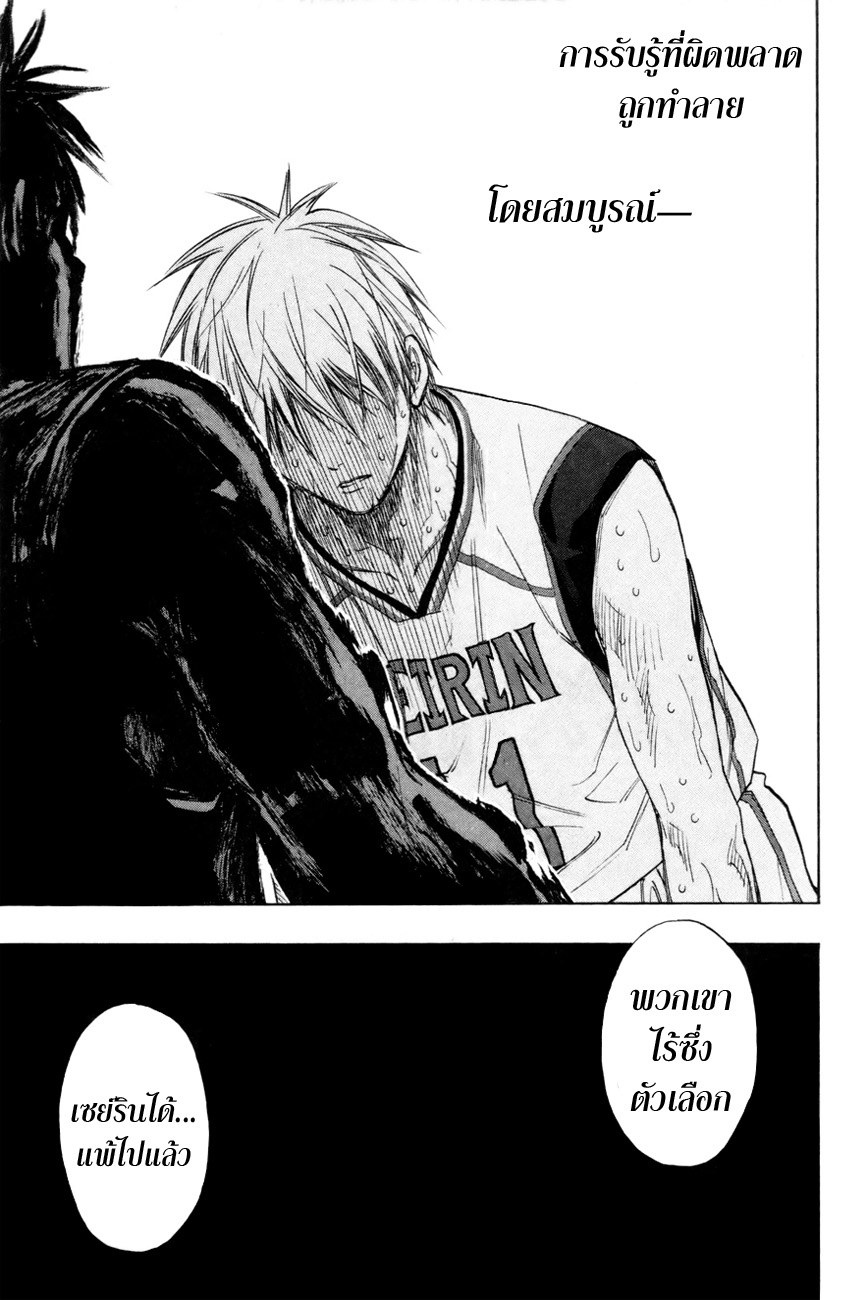 การรับรู้ที่ผิดพลาด
ถูกทำลาย
โดยสมบูรณ์—
EIRIN
1
พวกเขา
ไร้ซึ่ง
ตัวเลือก
เซย์รินได้...
แพ้ไปแล้ว